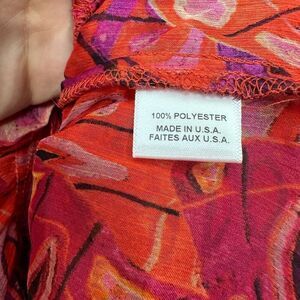 100% POLYESTER
MADE IN U.S.A.
FAITES AUX U.S.A.